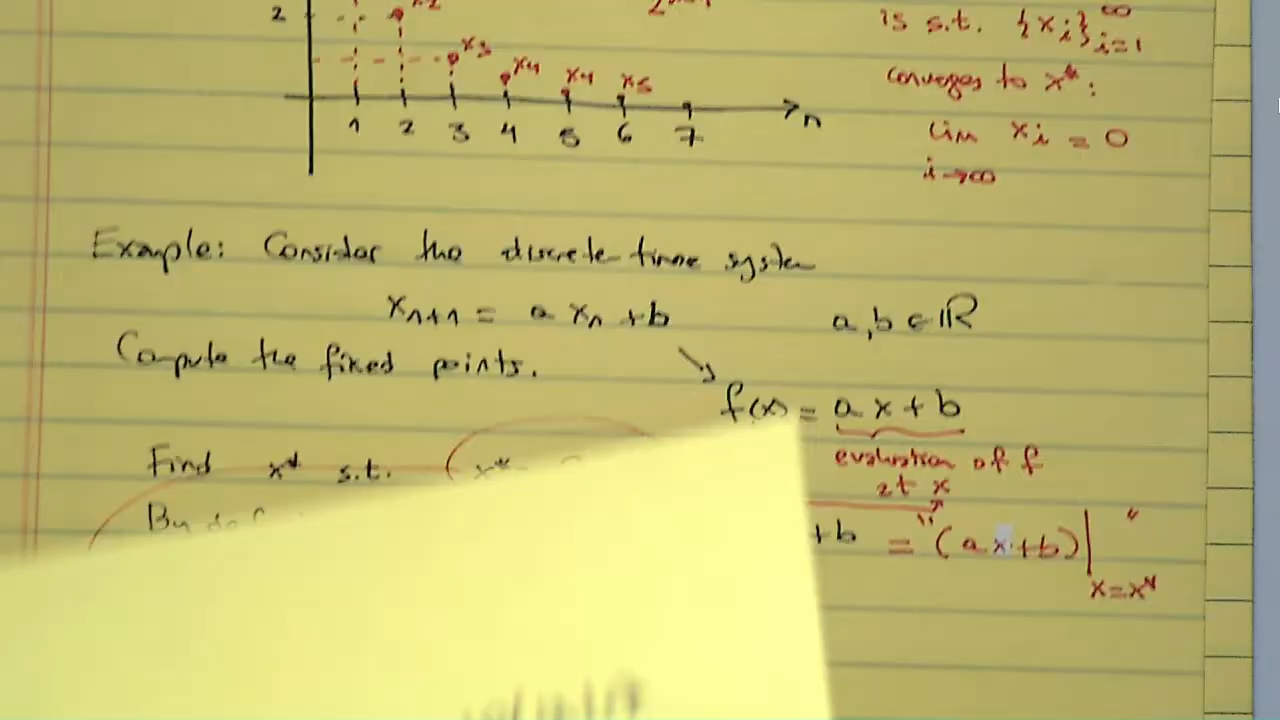 2
x3
x4
x4
x5
n
1 2 3 4 5 6 7
is s.t. {xi}∞i=1
converges to x*:
lim xi = 0
i→∞
Example: Consider the discrete-time system
xn+1 = a xn + b a, b ∈ ℝ
Compute the fixed points.
f(x) = a x + b
evaluation of f
at x
Find x* s.t. x*
+b = "(ax+b)|"
x=x*